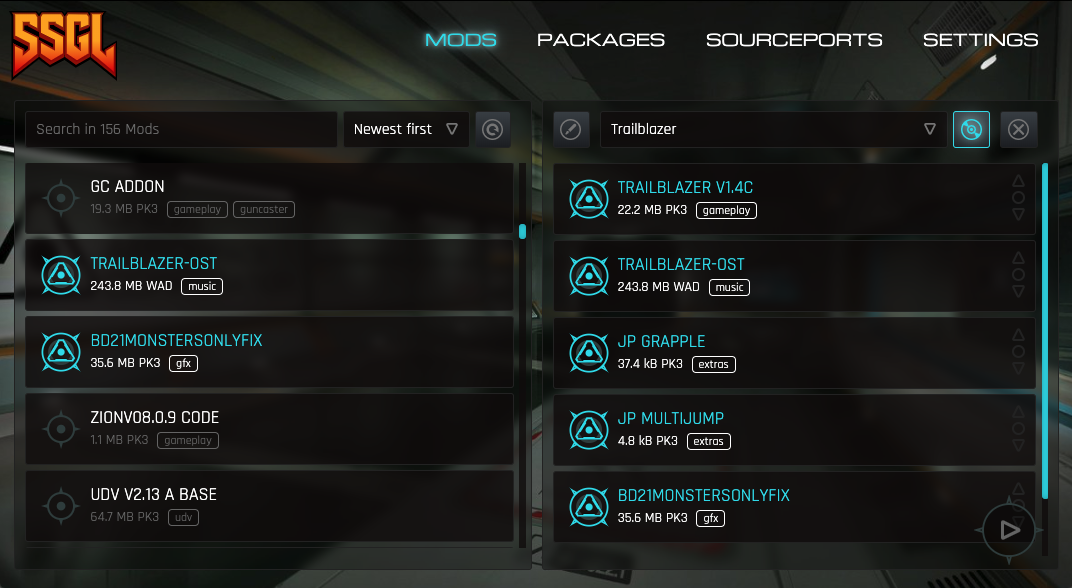 SSGL
MODS PACKAGES SOURCEPORTS SETTINGS
Search in 156 Mods
Newest first
GC ADDON
19.3 MB PK3 gameplay guncaster
TRAILBLAZER-OST
243.8 MB WAD music
BD21MONSTERSONLYFIX
35.6 MB PK3 gfx
ZIONV08.0.9 CODE
1.1 MB PK3 gameplay
UDV V2.13 A BASE
64.7 MB PK3 udv
Trailblazer
TRAILBLAZER V1.4C
22.2 MB PK3 gameplay
TRAILBLAZER-OST
243.8 MB WAD music
JP GRAPPLE
37.4 kB PK3 extras
JP MULTIJUMP
4.8 kB PK3 extras
BD21MONSTERSONLYFIX
35.6 MB PK3 gfx